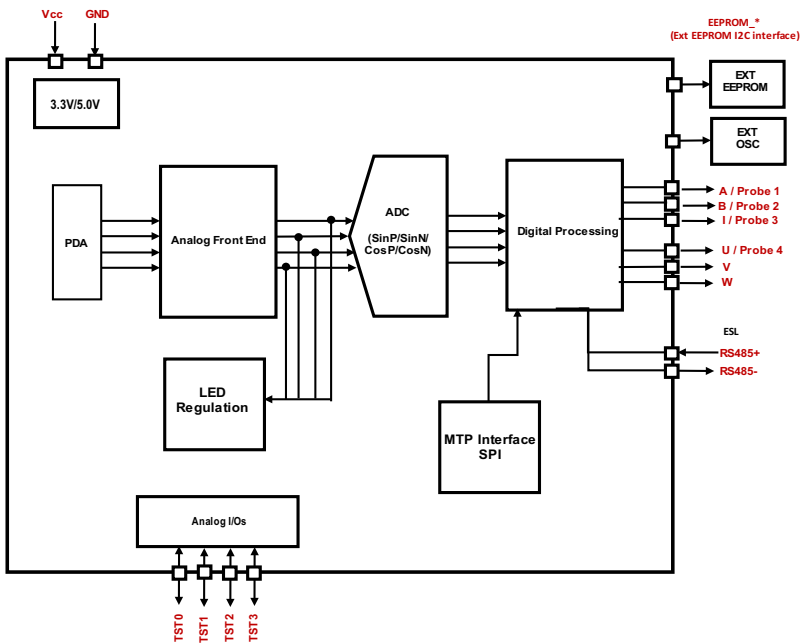 Vcc
GND
EEPROM_*
(Ext EEPROM I2C interface)
3.3V/5.0V
EXT
EEPROM
EXT
OSC
PDA
Analog Front End
ADC
(SinP/SinN/
CosP/CosN)
Digital Processing
A / Probe 1
B / Probe 2
I / Probe 3
U / Probe 4
V
W
ESL
RS485+
RS485-
LED
Regulation
MTP Interface
SPI
Analog I/Os
TST0
TST1
TST2
TST3